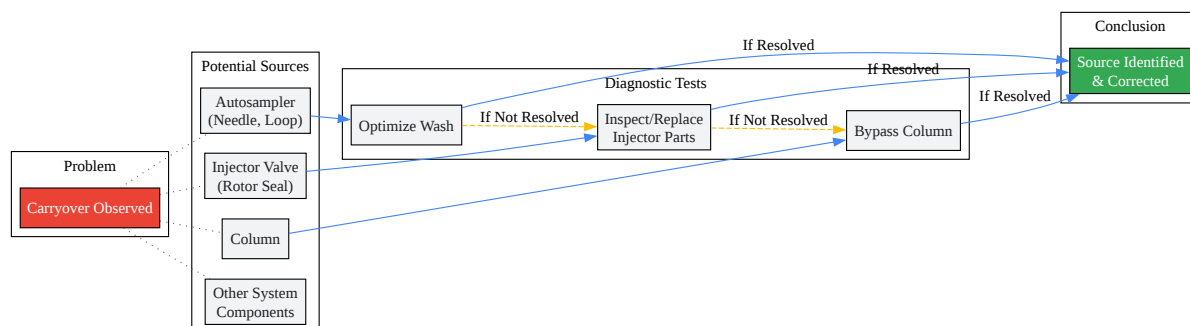 Problem
Carryover Observed
Potential Sources
Autosampler
(Needle, Loop)
Injector Valve
(Rotor Seal)
Column
Other System
Components
Diagnostic Tests
Optimize Wash
If Not Resolved
Inspect/Replace
Injector Parts
If Not Resolved
Bypass Column
If Resolved
If Resolved
If Resolved
Conclusion
Source Identified
& Corrected